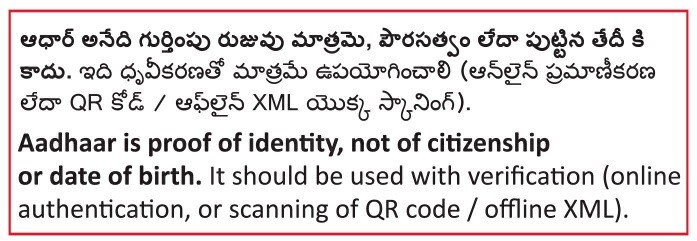 ఆధార్ అనేది గుర్తింపు రుజువు మాత్రమె, పౌరసత్వం లేదా పుట్టిన తేదీ కి
కాదు. ఇది ధృవీకరణతో మాత్రమే ఉపయోగించాలి (ఆన్‌లైన్ ప్రమాణీకరణ
లేదా QR కోడ్ / ఆఫ్‌లైన్ XML యొక్క స్కానింగ్).
Aadhaar is proof of identity, not of citizenship
or date of birth. It should be used with verification (online
authentication, or scanning of QR code / offline XML).